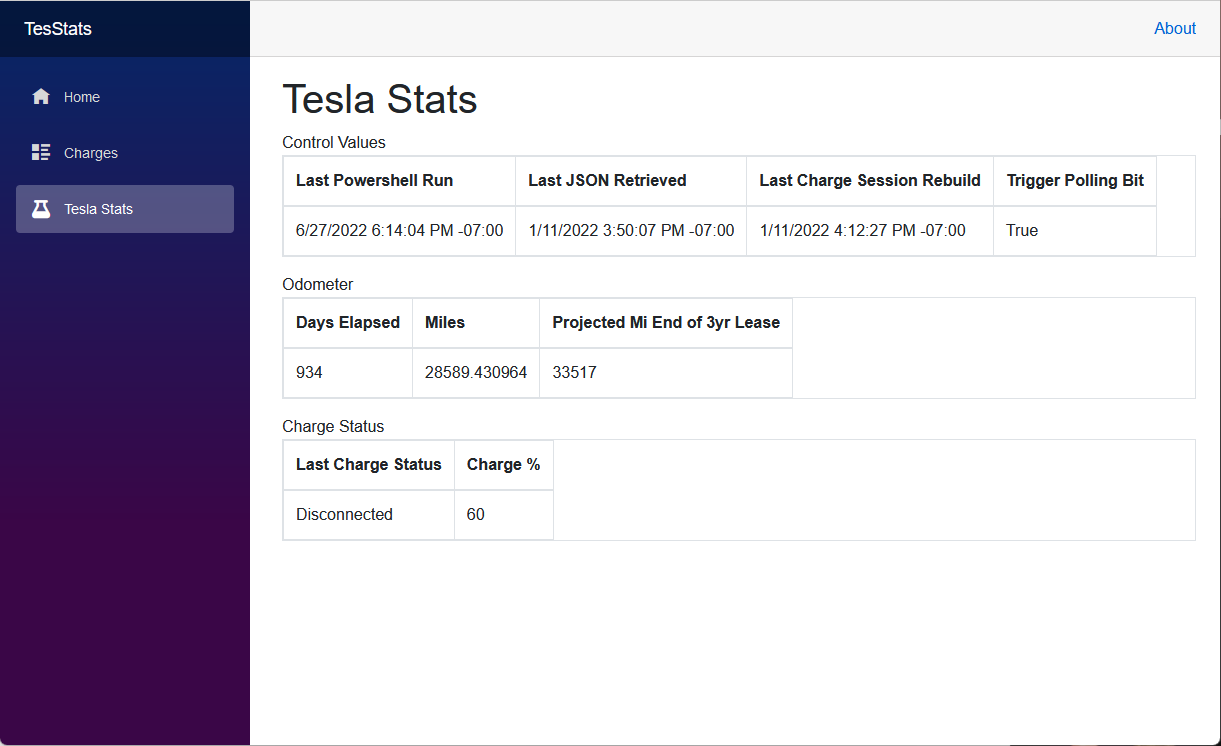 TesStats
About
Home
Charges
Tesla Stats
Tesla Stats
Control Values
Last Powershell Run Last JSON Retrieved Last Charge Session Rebuild Trigger Polling Bit
6/27/2022 6:14:04 PM -07:00 1/11/2022 3:50:07 PM -07:00 1/11/2022 4:12:27 PM -07:00 True
Odometer
Days Elapsed Miles Projected Mi End of 3yr Lease
934 28589.430964 33517
Charge Status
Last Charge Status Charge %
Disconnected 60